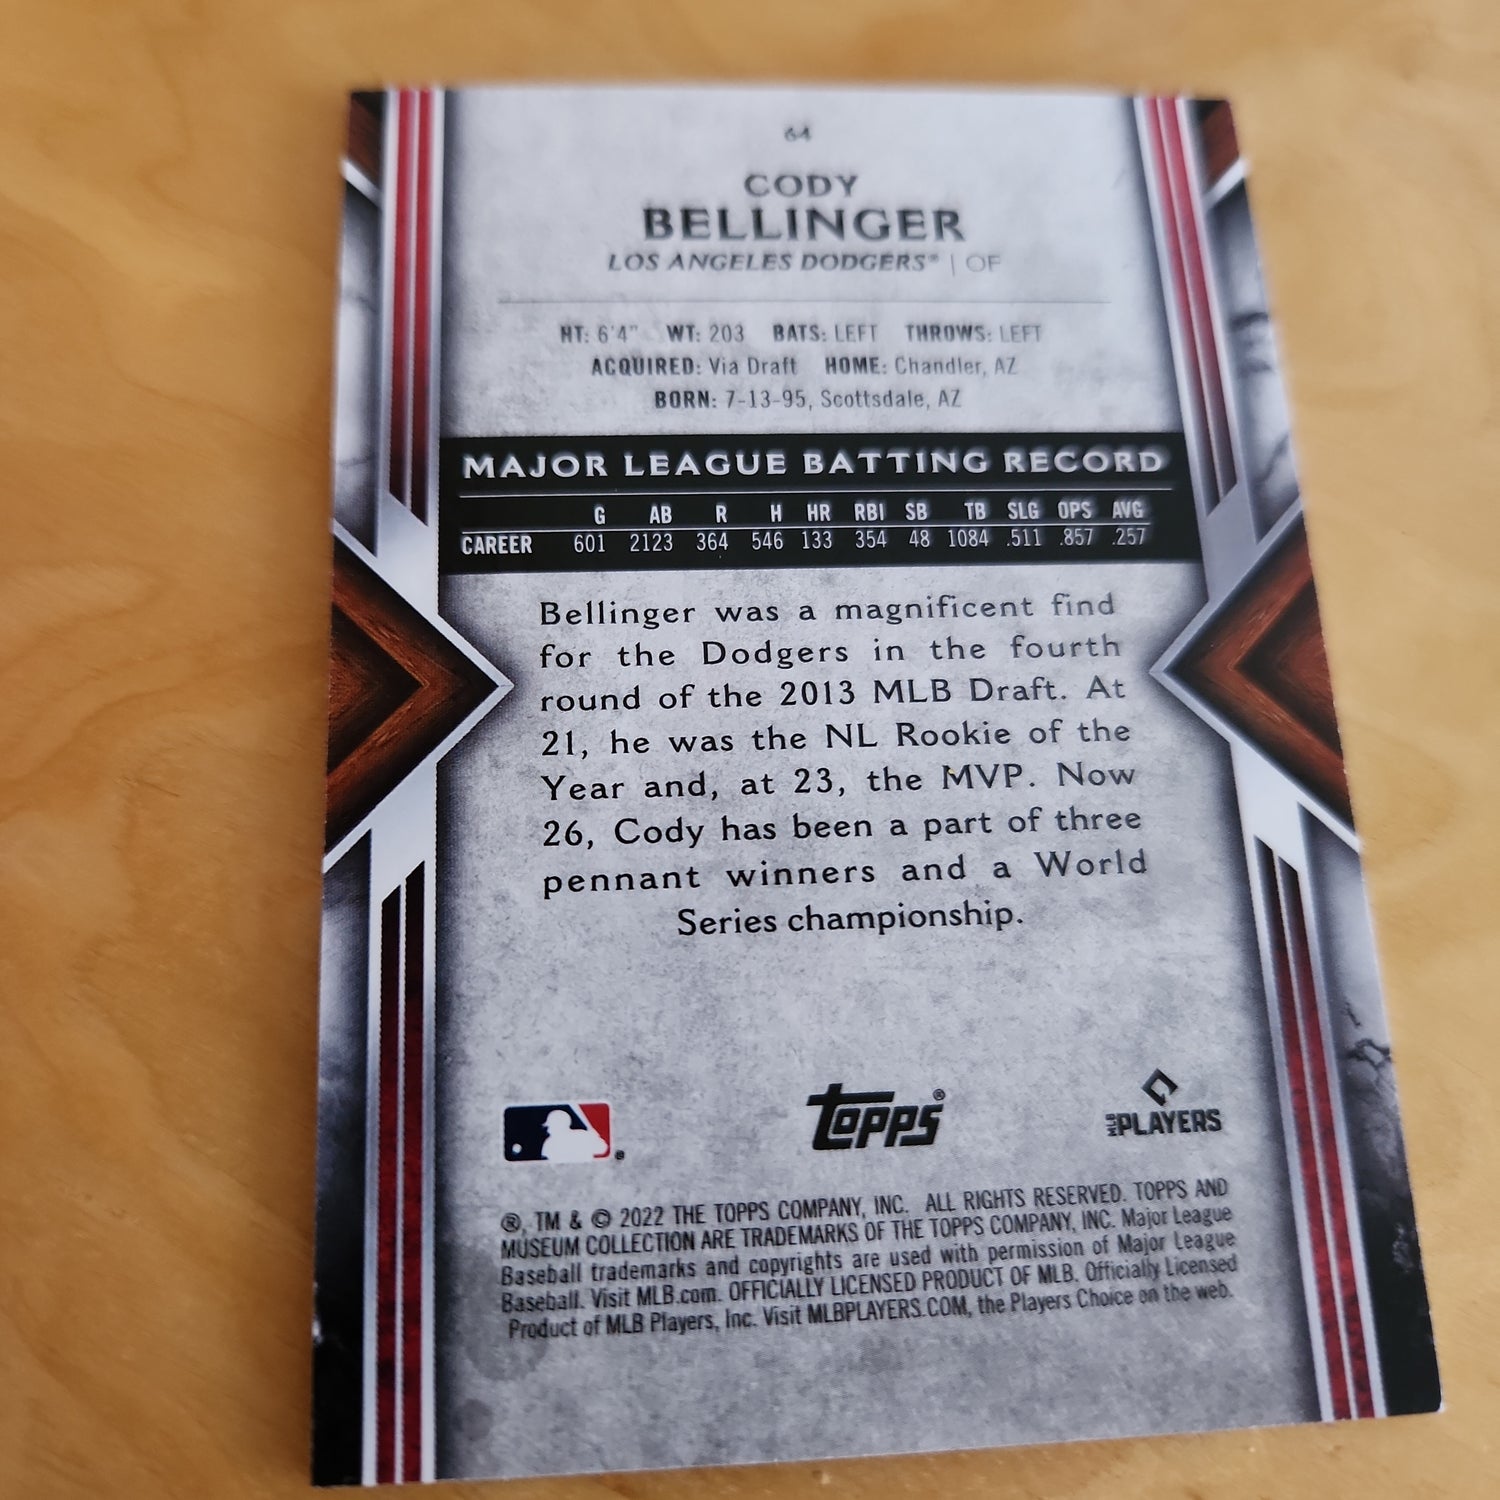 64
CODY
BELLINGER
LOS ANGELES DODGERS® | OF
HT: 6'4" WT: 203 BATS: LEFT THROWS: LEFT
ACQUIRED: Via Draft HOME: Chandler, AZ
BORN: 7-13-95, Scottsdale, AZ
MAJOR LEAGUE BATTING RECORD
G AB R H HR RBI SB TB SLG OPS AVG
CAREER 601 2123 364 546 133 354 48 1084 .511 .857 .257
Bellinger was a magnificent find
for the Dodgers in the fourth
round of the 2013 MLB Draft. At
21, he was the NL Rookie of the
Year and, at 23, the MVP. Now
26, Cody has been a part of three
pennant winners and a World
Series championship.
®
topps®
MLB PLAYERS
®, TM & © 2022 THE TOPPS COMPANY, INC. ALL RIGHTS RESERVED. TOPPS AND
MUSEUM COLLECTION ARE TRADEMARKS OF THE TOPPS COMPANY, INC. Major League
Baseball trademarks and copyrights are used with permission of Major League
Baseball. Visit MLB.com. OFFICIALLY LICENSED PRODUCT OF MLB. Officially Licensed
Product of MLB Players, Inc. Visit MLBPLAYERS.COM, the Players Choice on the web.